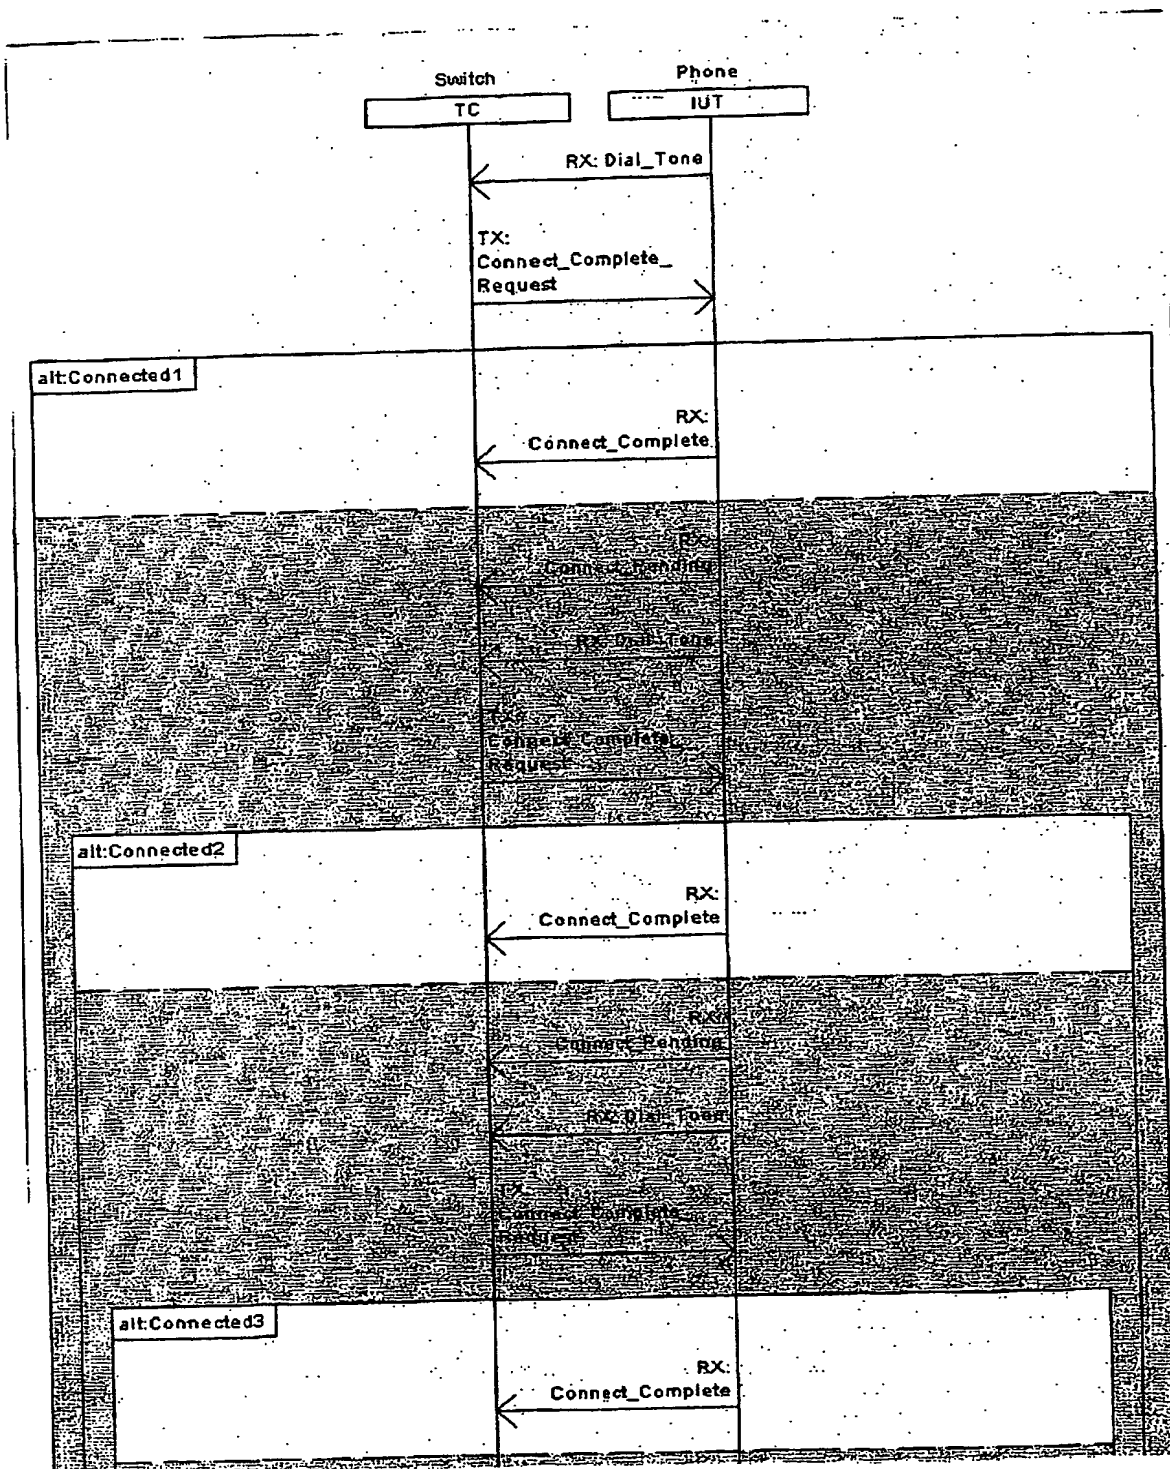 Switch
Phone
TC
IUT
RX: Dial_Tone
TX:
Connect_Complete_
Request
alt:Connected1
RX:
Connect_Complete
RX:
Connect_Pending
RX: Dial_Tone
TX:
Connect_Complete_
Request
alt:Connected2
RX:
Connect_Complete
RX:
Connect_Pending
RX: Dial_Tone
TX:
Connect_Complete_
Request
alt:Connected3
RX:
Connect_Complete